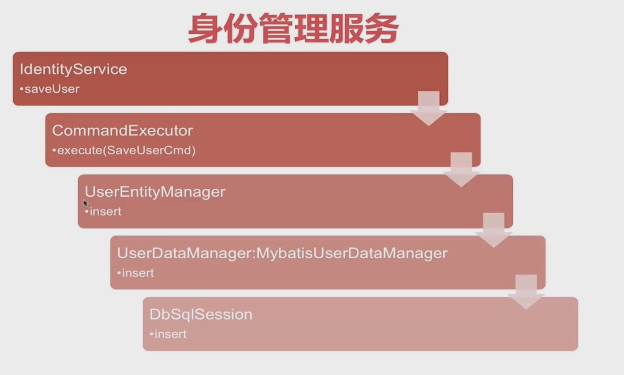 身份管理服务
IdentityService
•saveUser
CommandExecutor
•execute(SaveUserCmd)
UserEntityManager
•insert
UserDataManager:MybatisUserDataManager
•insert
DbSqlSession
•insert